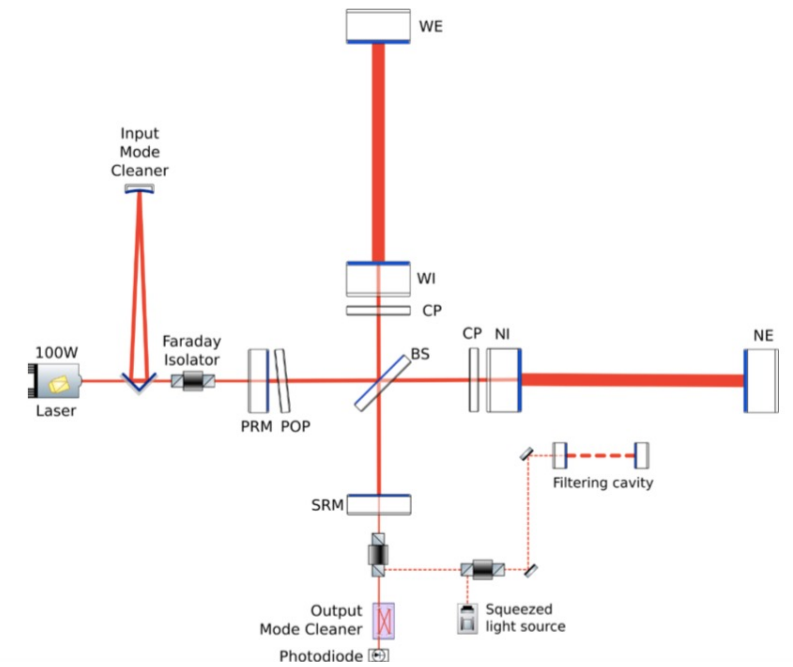 WE
Input
Mode
Cleaner
WI
CP
Faraday
Isolator
100W
Laser
PRM
POP
BS
CP
NI
NE
SRM
Filtering cavity
Output
Mode Cleaner
Squeezed
light source
Photodiode